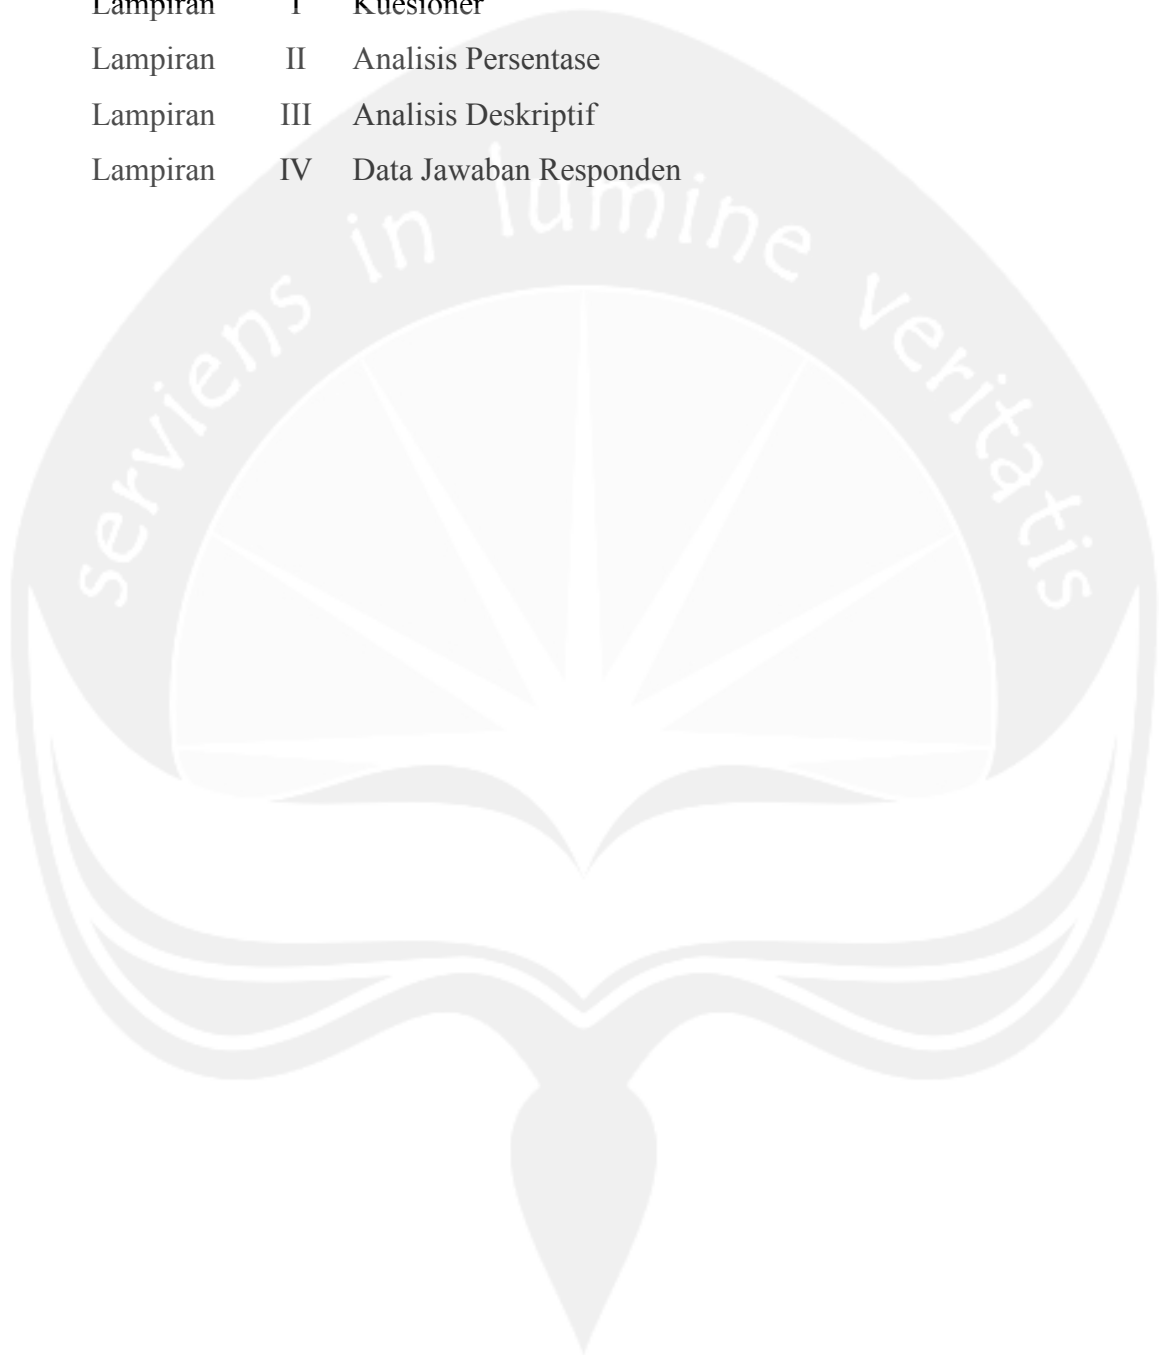 Lampiran I Kuesioner
Lampiran II Analisis Persentase
Lampiran III Analisis Deskriptif
Lampiran IV Data Jawaban Responden
serviens in lumine veritatis